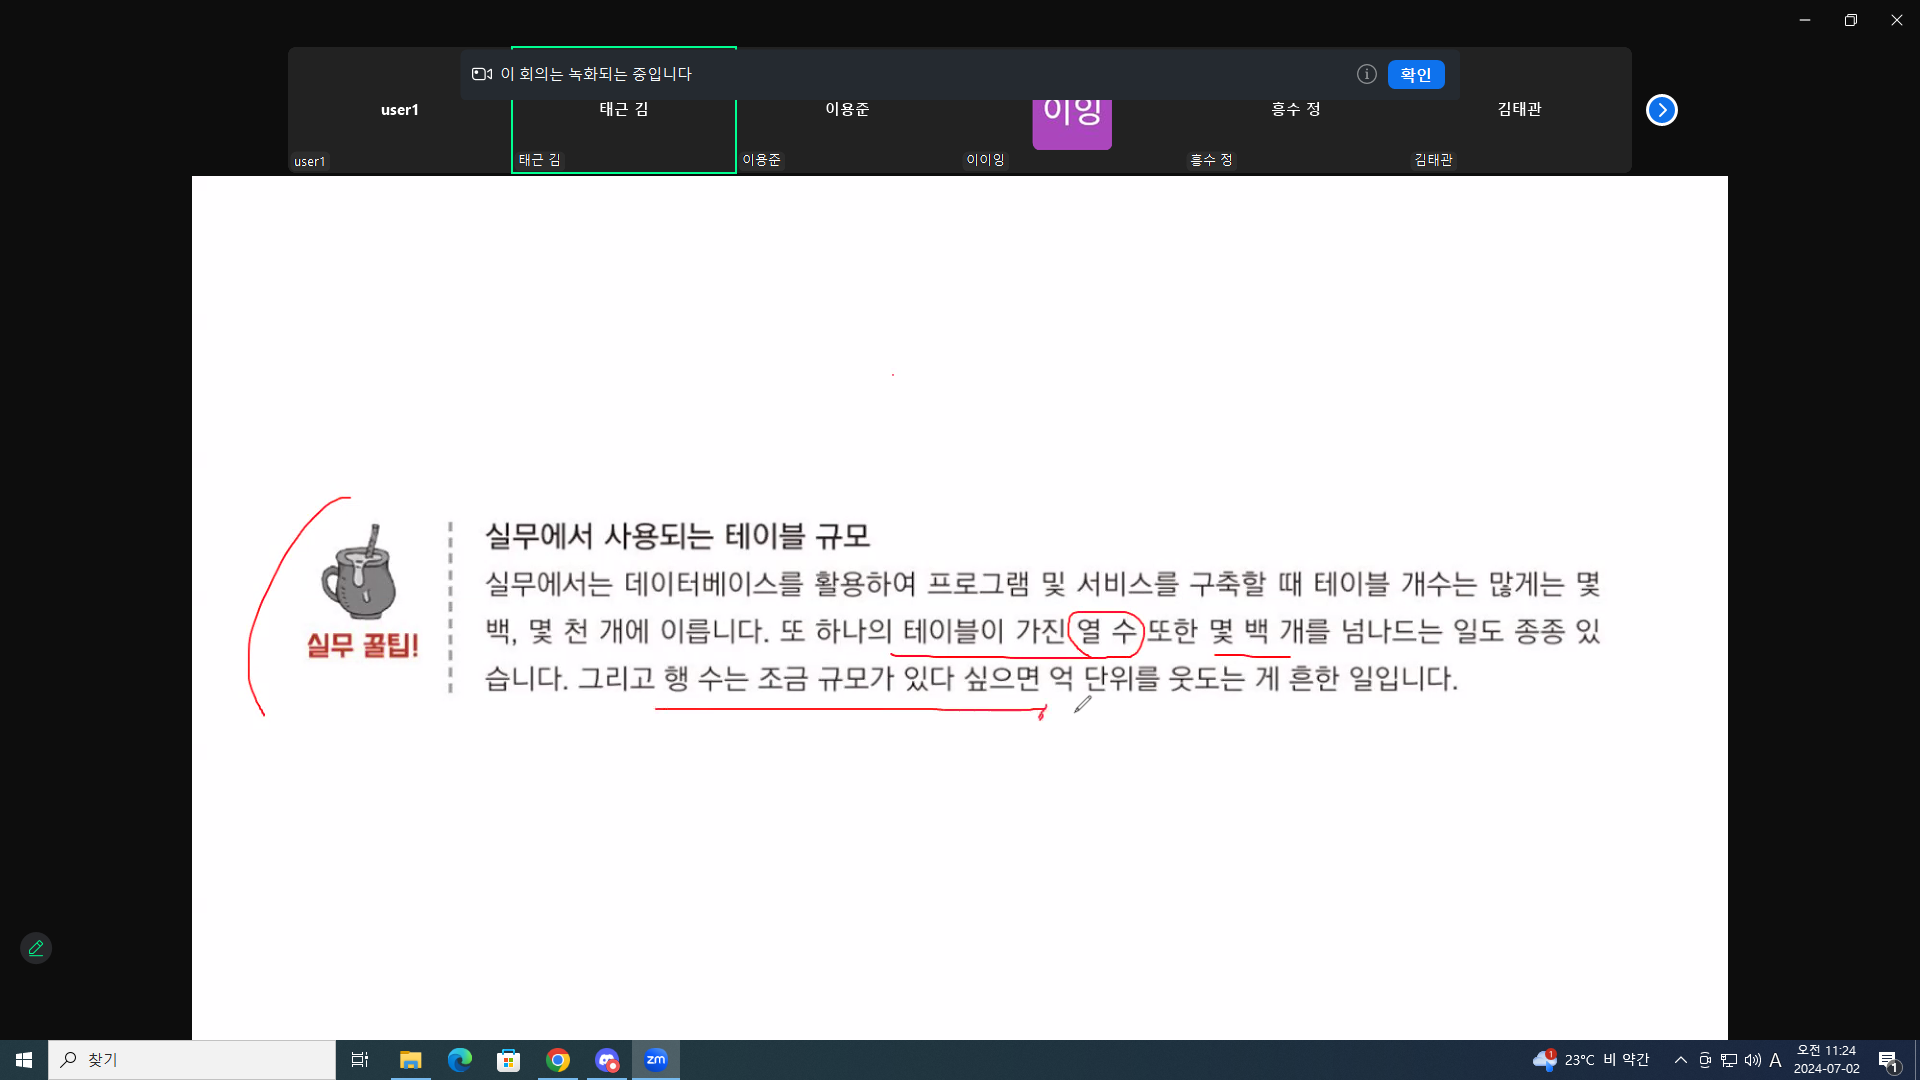 이 회의는 녹화되는 중입니다
확인
user1
태근 김
이용준
이잉
흥수 정
김태관
user1
태근 김
이용준
이이잉
흥수 정
김태관
실무에서 사용되는 테이블 규모
실무에서는 데이터베이스를 활용하여 프로그램 및 서비스를 구축할 때 테이블 개수는 많게는 몇
백, 몇 천 개에 이릅니다. 또 하나의 테이블이 가진 열 수 또한 몇 백 개를 넘나드는 일도 종종 있
습니다. 그리고 행 수는 조금 규모가 있다 싶으면 억 단위를 웃도는 게 흔한 일입니다.
실무 꿀팁!
찾기
zm
1
23°C 비 약간
A
오전 11:24
2024-07-02
1